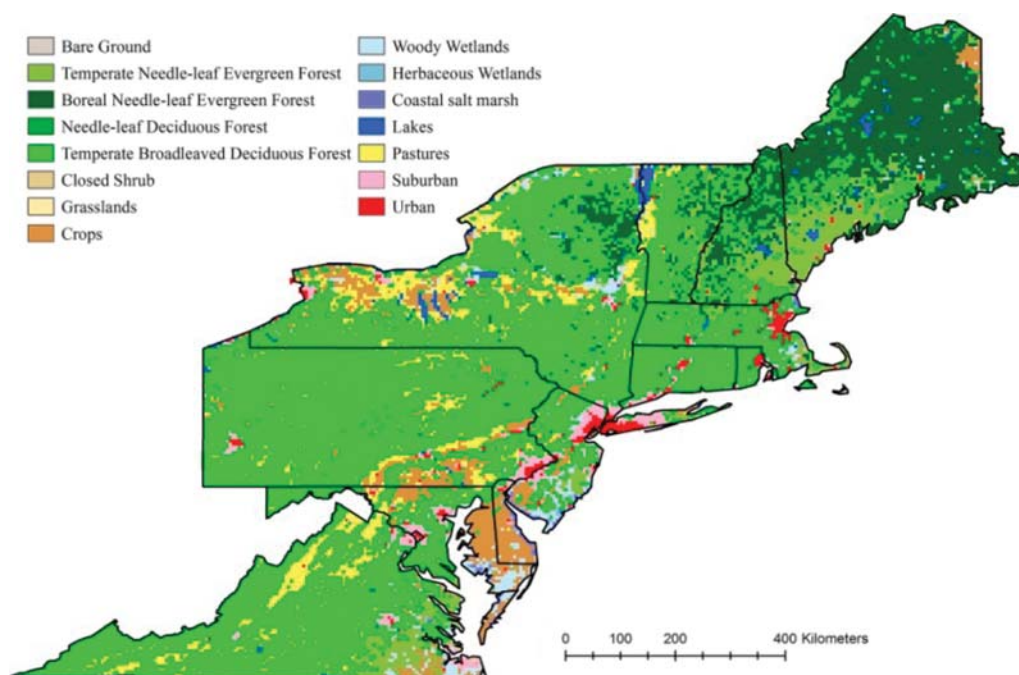 Bare Ground
Temperate Needle-leaf Evergreen Forest
Boreal Needle-leaf Evergreen Forest
Needle-leaf Deciduous Forest
Temperate Broadleaved Deciduous Forest
Closed Shrub
Grasslands
Crops
Woody Wetlands
Herbaceous Wetlands
Coastal salt marsh
Lakes
Pastures
Suburban
Urban
0 100 200 400 Kilometers